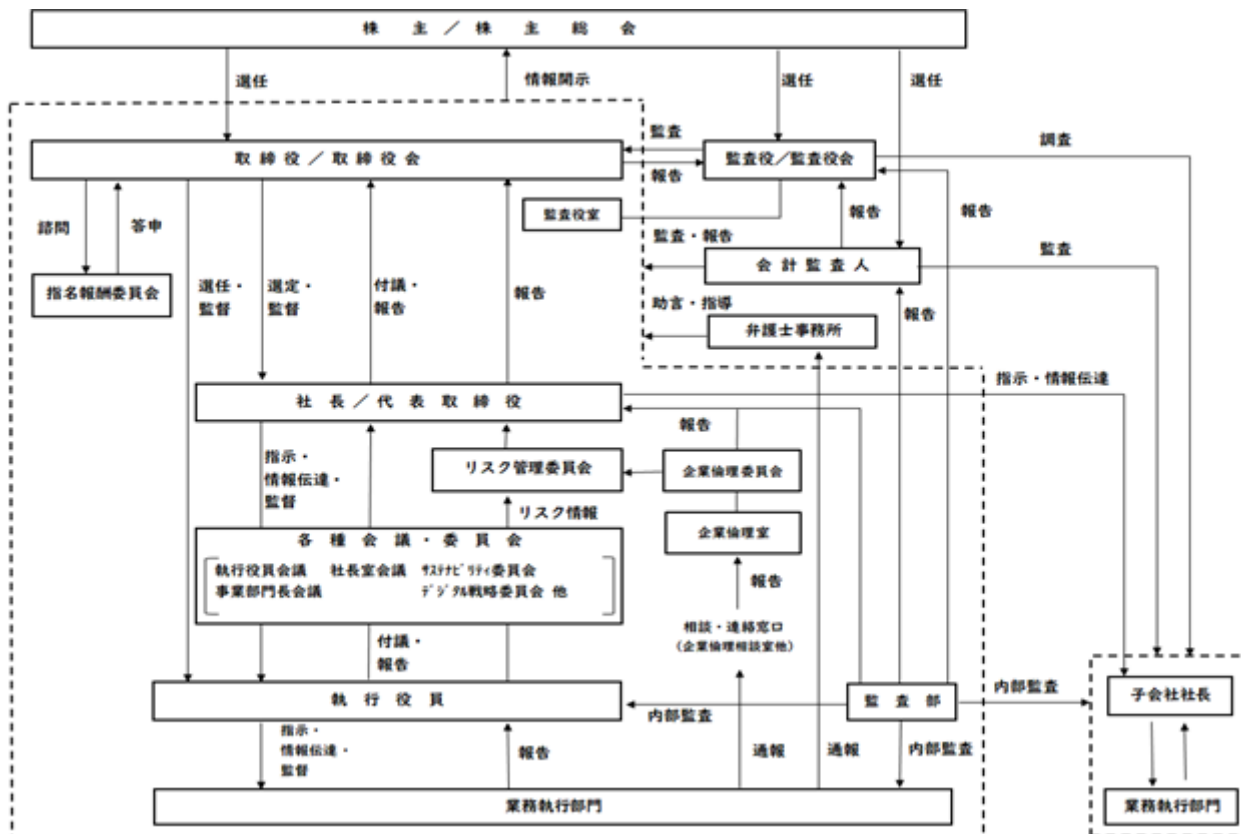 株主／株主総会
選任
情報開示
選任
選任
取締役／取締役会
監査
報告
監査役／監査役会
調査
諮問
答申
監査役室
報告
報告
監査・報告
監査
指名報酬委員会
選任・
監督
選定・
監督
付議・
報告
報告
会計監査人
助言・指導
報告
弁護士事務所
社長／代表取締役
指示・情報伝達
指示・
情報伝達・
監督
報告
リスク管理委員会
企業倫理委員会
リスク情報
企業倫理室
各種会議・委員会
執行役員会議 社長室会議 ｻｽﾃﾅﾋﾞﾘﾃｨ委員会
事業部門長会議 ﾃﾞｼﾞﾀﾙ戦略委員会 他
報告
相談・連絡窓口
（企業倫理相談室他）
付議・
報告
執行役員
内部監査
監査部
内部監査
子会社社長
指示・
情報伝達・
監督
報告
通報
通報
内部監査
業務執行部門
業務執行部門